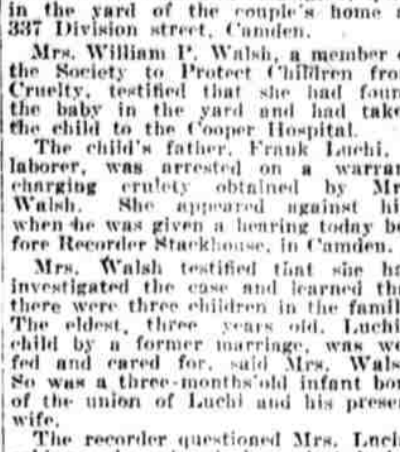 in the yard of the couple's home a
337 Division street, Camden.
Mrs. William P. Walsh, a member o
the Society to Protect Children fro
Cruelty, testified that she had foun
the baby in the yard and had take
the child to the Cooper Hospital.
The child's father, Frank Luchi,
laborer, was arrested on a warran
charging crulety obtained by Mr
Walsh. She appeared against hi
when he was given a hearing today be
fore Recorder Stackhouse, in Camden.
Mrs. Walsh testified that she ha
investigated the case and learned tha
there were three children in the famil
The eldest, three years old, Luchi
child by a former marriage, was we
fed and cared for, said Mrs. Wals
So was a three-months'old infant bor
of the union of Luchi and his presen
wife.
The recorder questioned Mrs. Luch